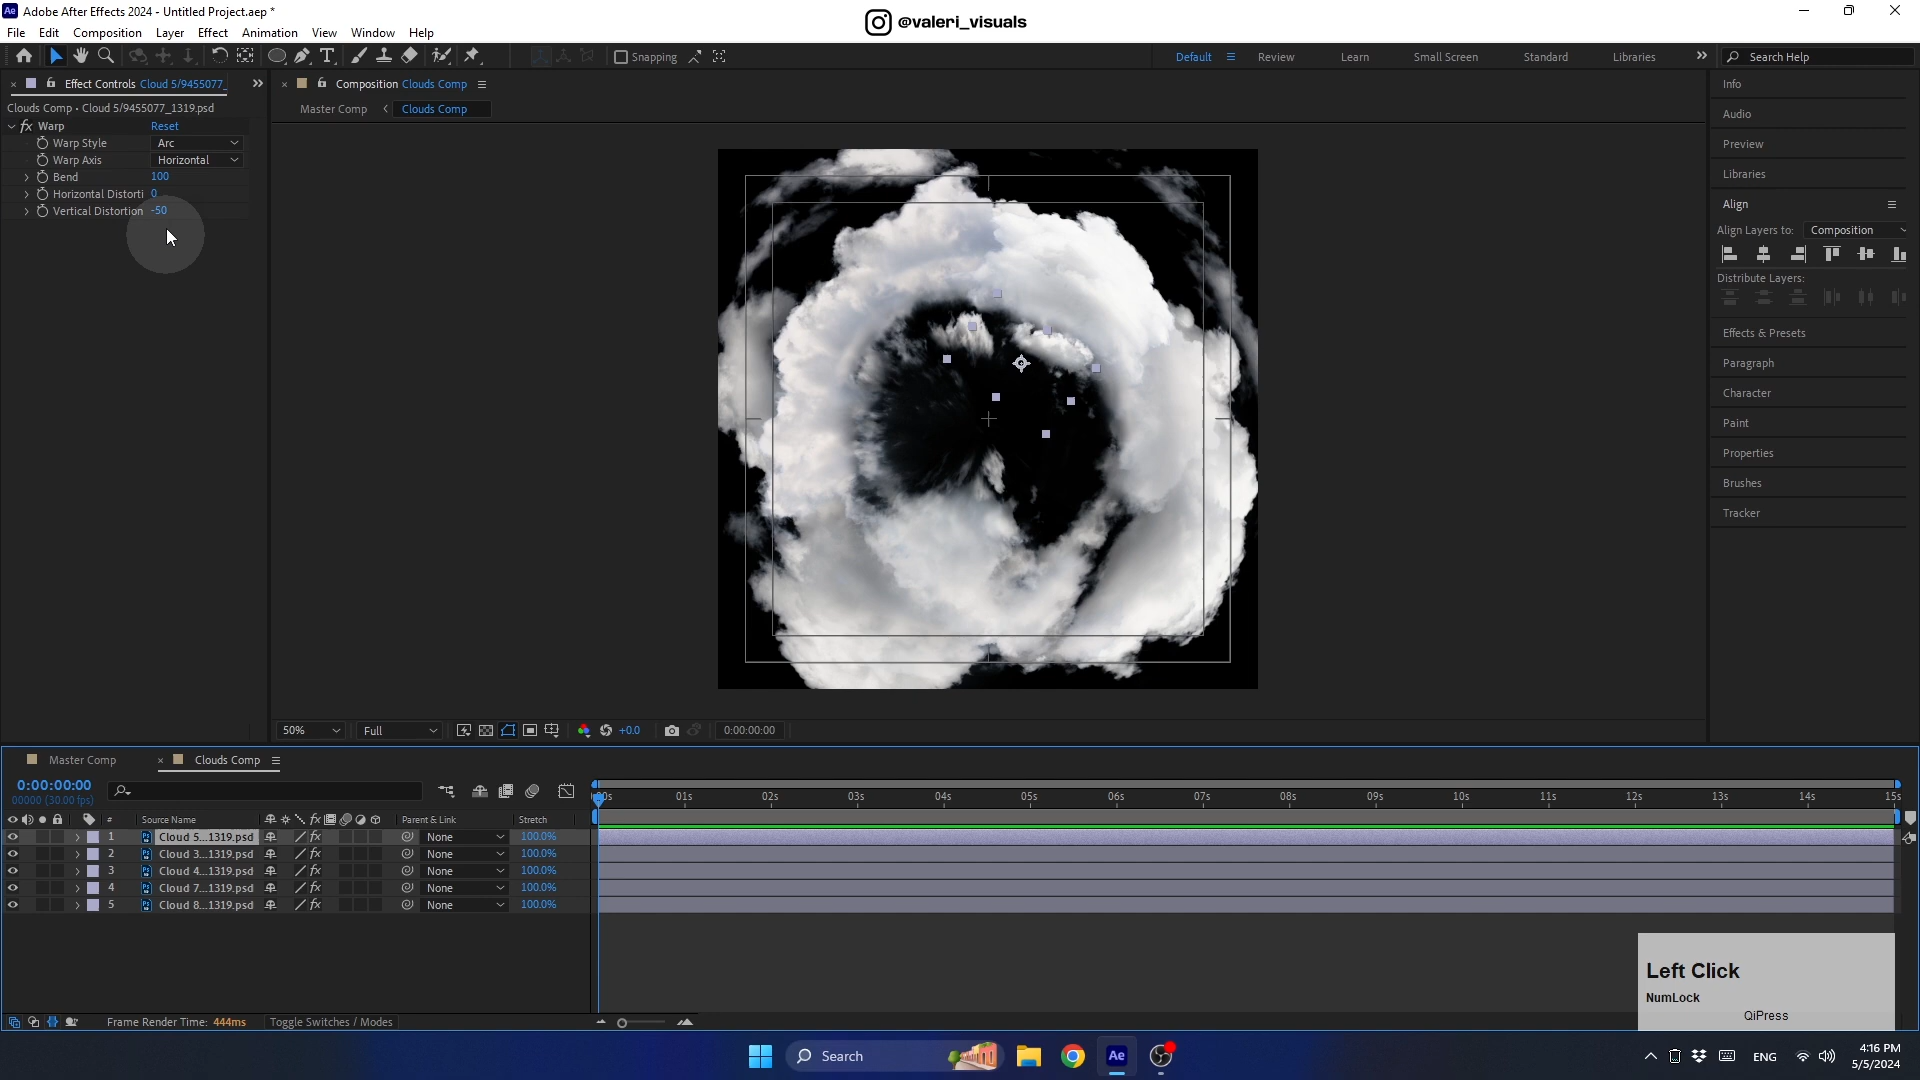 Adobe After Effects 2024 - Untitled Project.aep *
@valeri_visuals
File Edit Composition Layer Effect Animation View Window Help
Snapping
Default Review Learn Small Screen Standard Libraries
Search Help
Effect Controls Cloud 5/9455077_
Composition Clouds Comp
Info
Clouds Comp • Cloud 5/9455077_1319.psd
Master Comp Clouds Comp
Audio
fx Warp Reset
Warp Style Arc
Preview
Warp Axis Horizontal
Bend 100
Libraries
Horizontal Distorti 0
Vertical Distortion -50
Align
Align Layers to: Composition
Distribute Layers:
Effects & Presets
Paragraph
Character
Paint
Properties
Brushes
Tracker
50% Full +0.0 0:00:00:00
Master Comp Clouds Comp
0:00:00:00
00000 (30.00 fps)
01s 02s 03s 04s 05s 06s 07s 08s 09s 10s 11s 12s 13s 14s 15s
# Source Name Parent & Link Stretch
1 Cloud 5...1319.psd None 100.0%
2 Cloud 3...1319.psd None 100.0%
3 Cloud 4...1319.psd None 100.0%
4 Cloud 7...1319.psd None 100.0%
5 Cloud 8...1319.psd None 100.0%
Left Click
NumLock
QiPress
Frame Render Time: 444ms Toggle Switches / Modes
Search
Ae
ENG
4:16 PM
5/5/2024